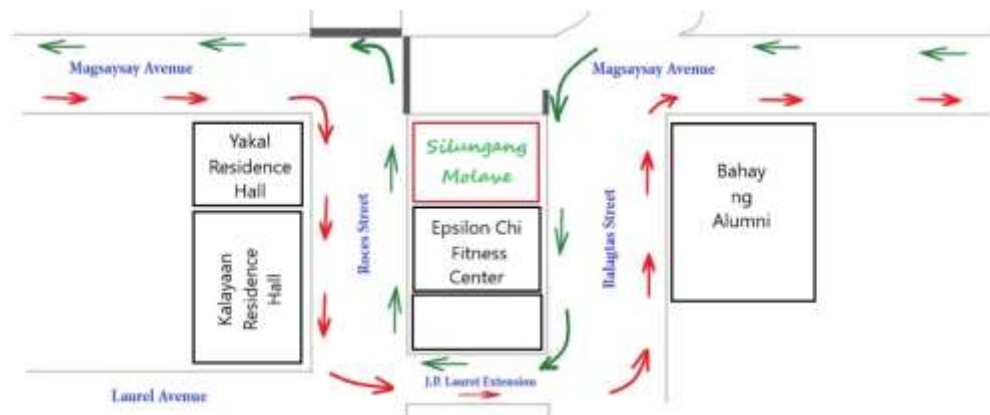 Magsaysay Avenue
Magsaysay Avenue
Yakal
Residence
Hall
Silungang
Molave
Bahay
ng
Alumni
Roces Street
Epsilon Chi
Fitness
Center
Balagtas Street
Kalayaan
Residence
Hall
J.P. Laurel Extension
Laurel Avenue